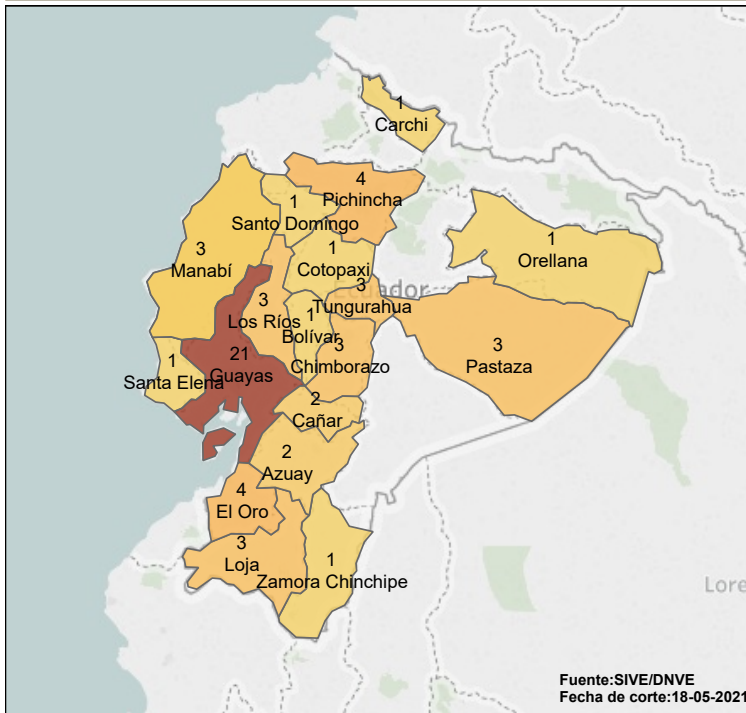 1
Carchi
4
Pichincha
1
Santo Domingo
3
Manabí
1
Cotopaxi
1
Orellana
Ecuador
3
Tungurahua
3
Los Ríos
1
Bolívar
3
Chimborazo
3
Pastaza
21
Guayas
1
Santa Elena
2
Cañar
2
Azuay
4
El Oro
3
Loja
1
Zamora Chinchipe
Lore
Fuente:SIVE/DNVE
Fecha de corte:18-05-2021